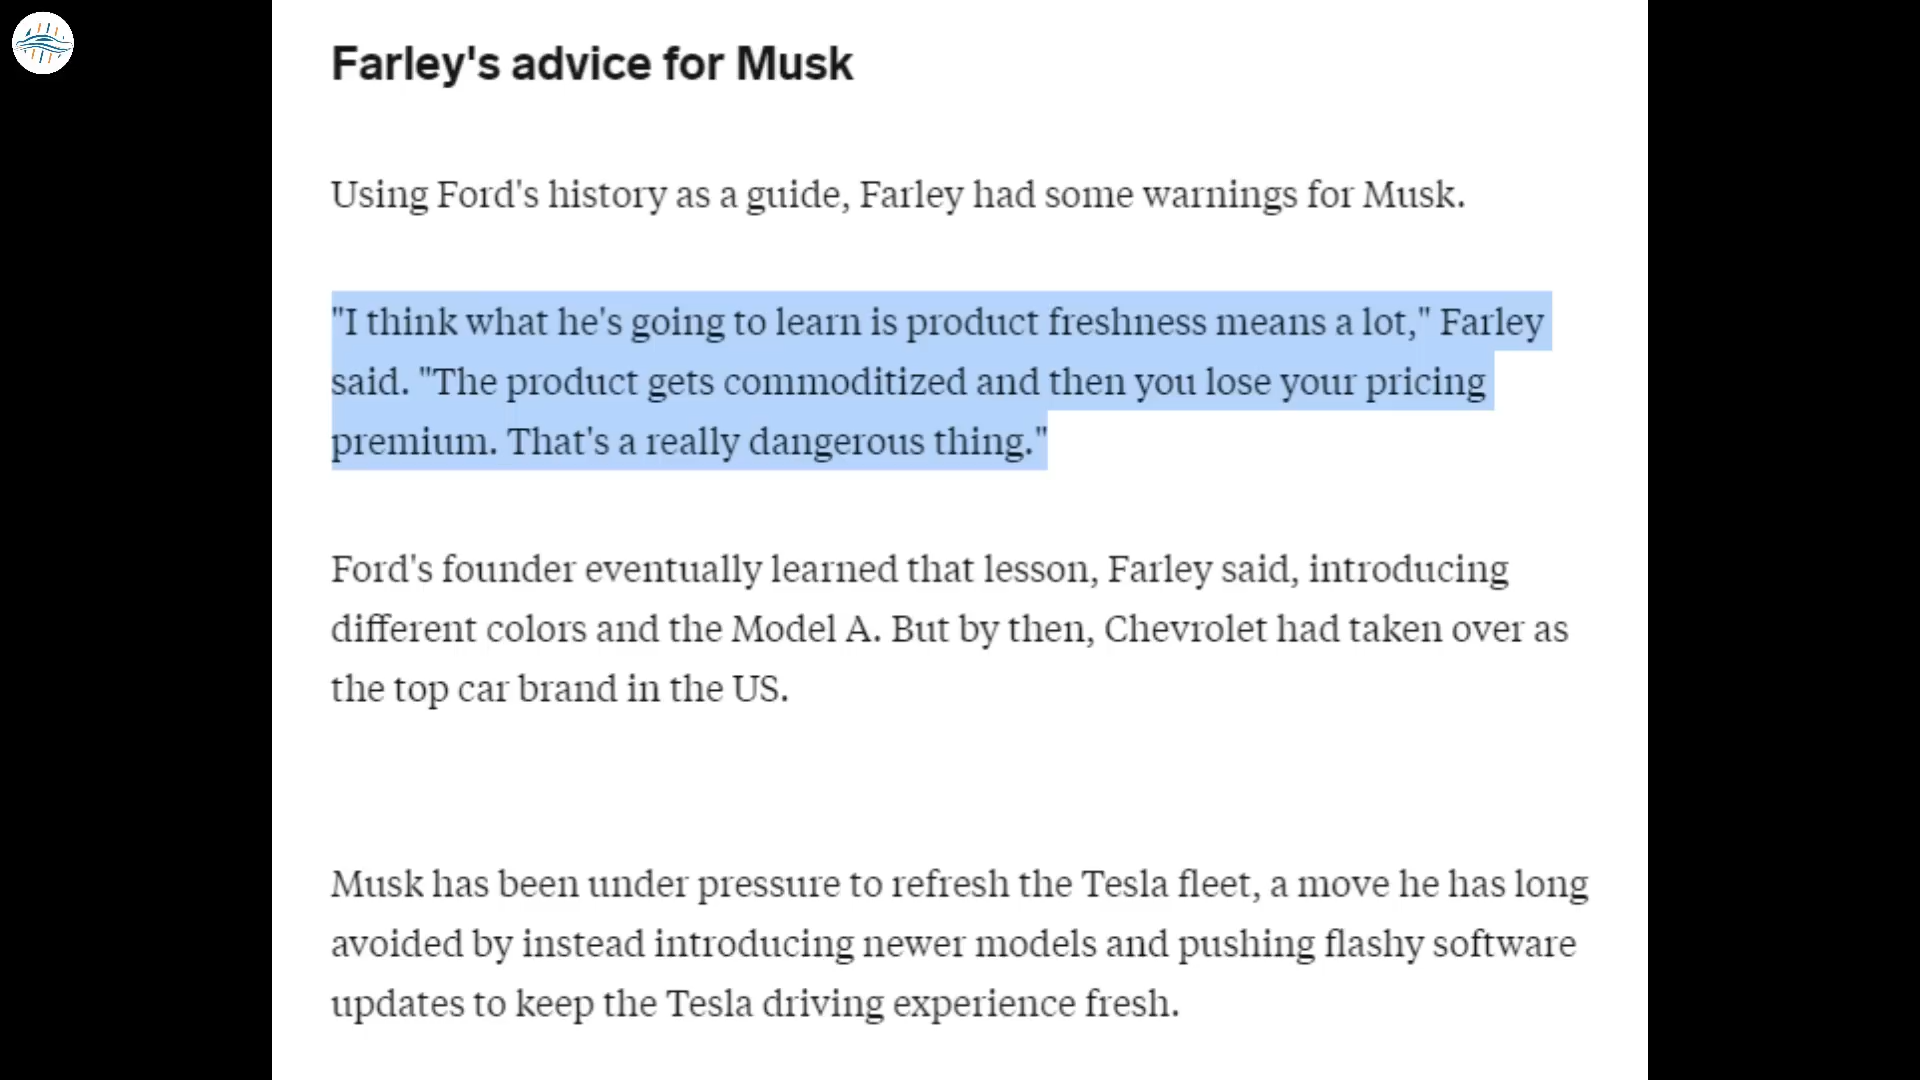 Farley's advice for Musk
Using Ford's history as a guide, Farley had some warnings for Musk.
"I think what he's going to learn is product freshness means a lot," Farley
said. "The product gets commoditized and then you lose your pricing
premium. That's a really dangerous thing."
Ford's founder eventually learned that lesson, Farley said, introducing
different colors and the Model A. But by then, Chevrolet had taken over as
the top car brand in the US.
Musk has been under pressure to refresh the Tesla fleet, a move he has long
avoided by instead introducing newer models and pushing flashy software
updates to keep the Tesla driving experience fresh.